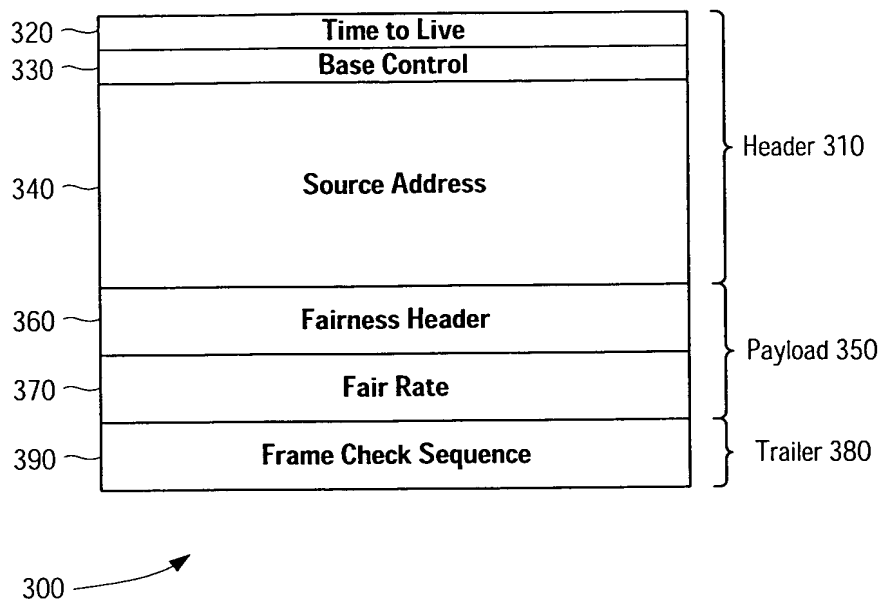 320
Time to Live
330
Base Control
Header 310
340
Source Address
360
Fairness Header
Payload 350
370
Fair Rate
390
Frame Check Sequence
Trailer 380
300